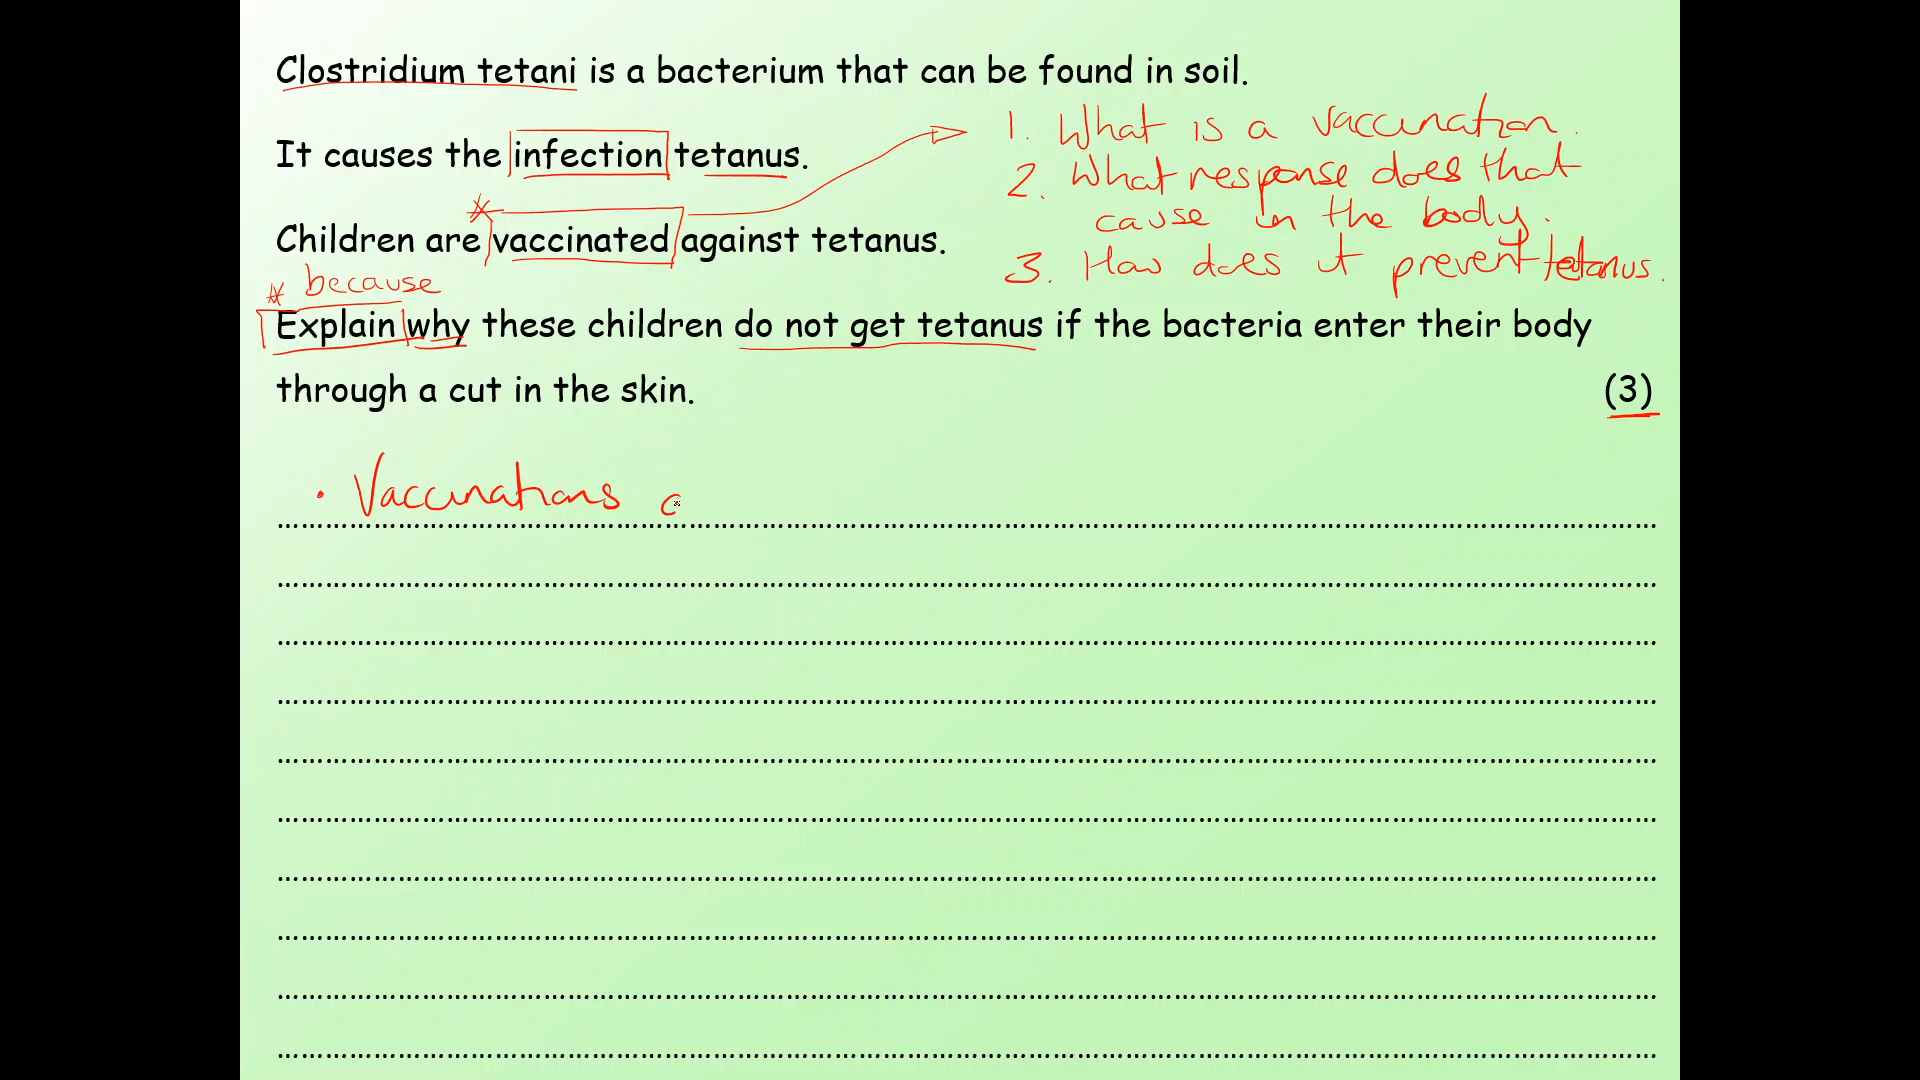 Clostridium tetani is a bacterium that can be found in soil.
It causes the infection tetanus.
Children are vaccinated against tetanus.
1. What is a vaccination.
2. What response does that
cause in the body.
3. How does it prevent tetanus.
* because
Explain why these children do not get tetanus if the bacteria enter their body
through a cut in the skin. (3)
• Vaccinations